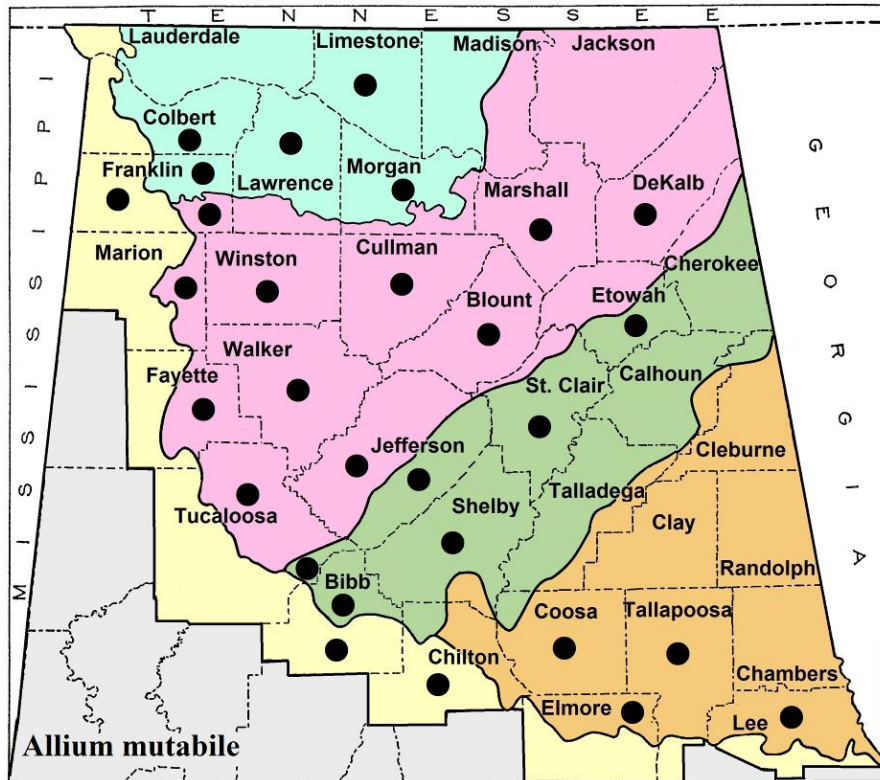 T E N N E S S E E
Lauderdale Limestone Madison Jackson
Colbert
Franklin Lawrence Morgan Marshall DeKalb
Marion Winston Cullman Cherokee
Blount Etowah
Walker
Fayette St. Clair Calhoun
Jefferson Cleburne
Tucaloosa Shelby Talladega
Clay
Bibb Randolph
Coosa Tallapoosa
Chilton Chambers
Elmore Lee
Allium mutabile
M I S S I S S I P P I
G E O R G I A